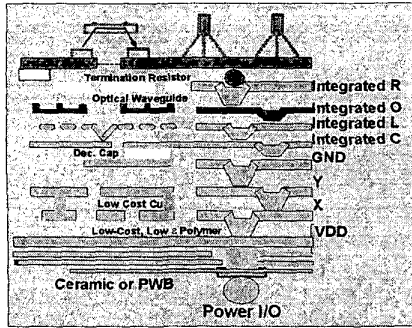 Termination Resistor
Integrated R
Optical Waveguide
Integrated O
Integrated L
Integrated C
Dec. Cap
GND
Y
Low Cost Cu
X
Low-Cost, Low ε Polymer
VDD
Ceramic or PWB
Power I/O